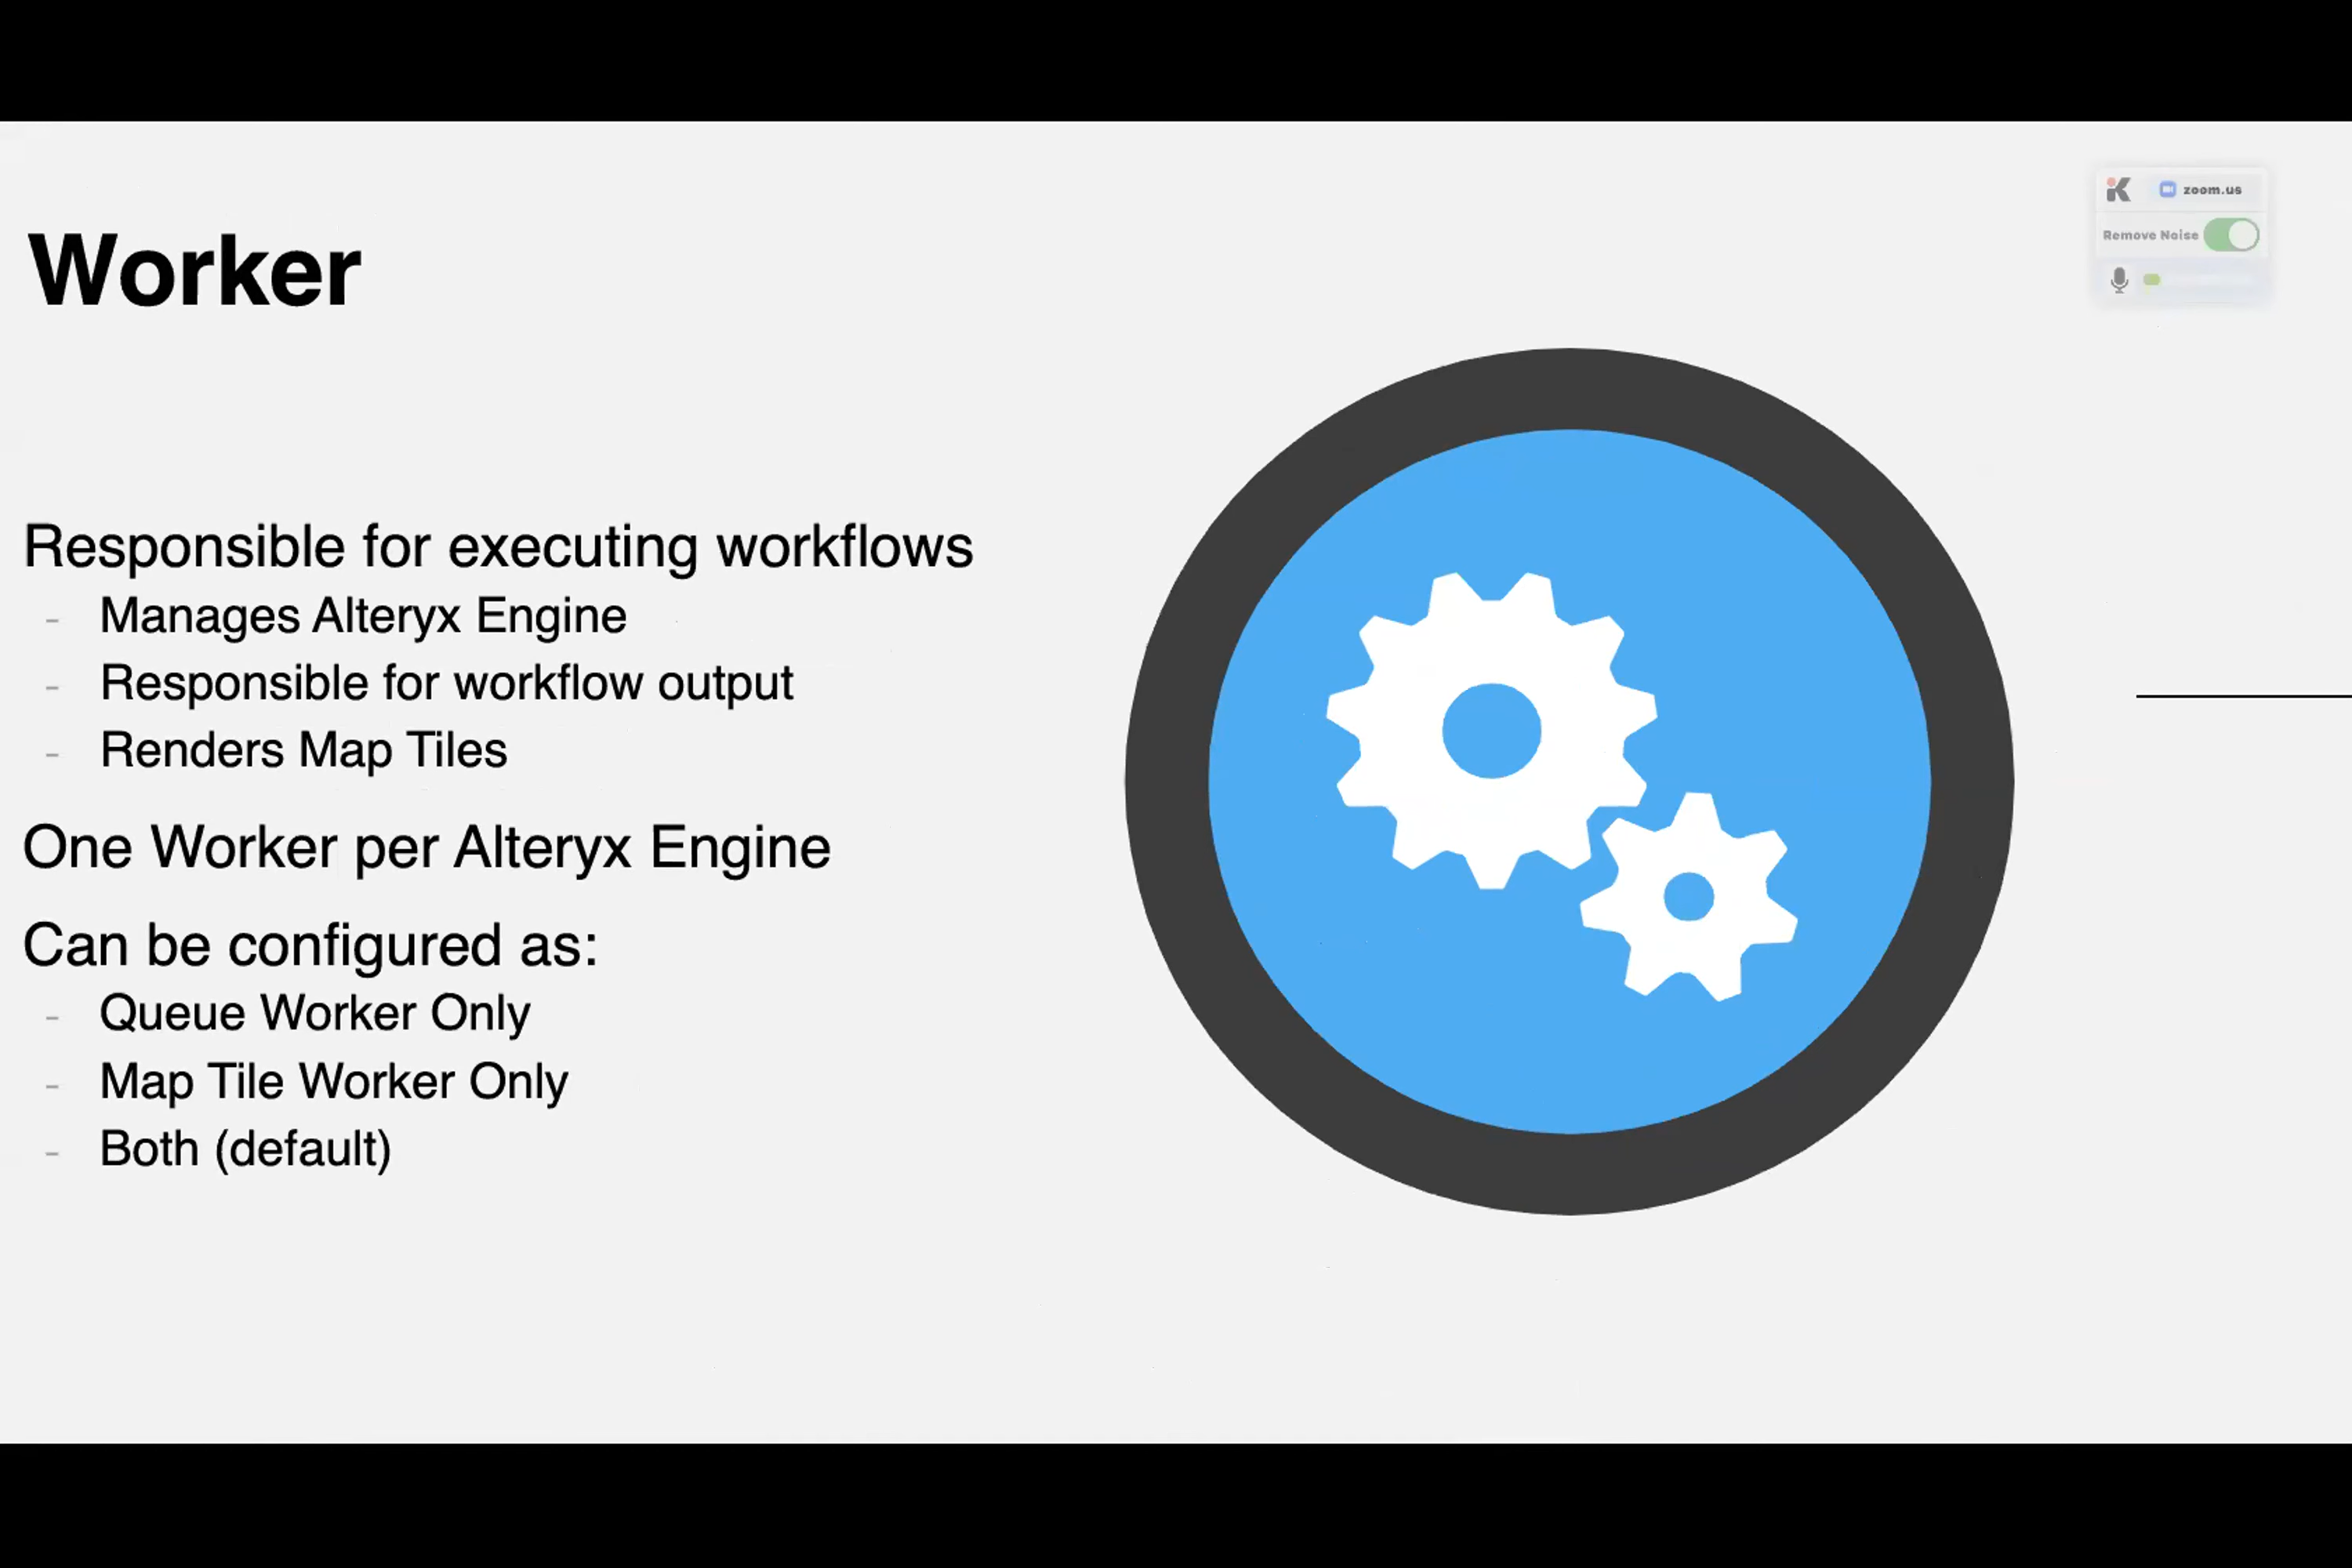 zoom.us
Remove Noise
Worker
Responsible for executing workflows
- Manages Alteryx Engine
- Responsible for workflow output
- Renders Map Tiles
One Worker per Alteryx Engine
Can be configured as:
- Queue Worker Only
- Map Tile Worker Only
- Both (default)